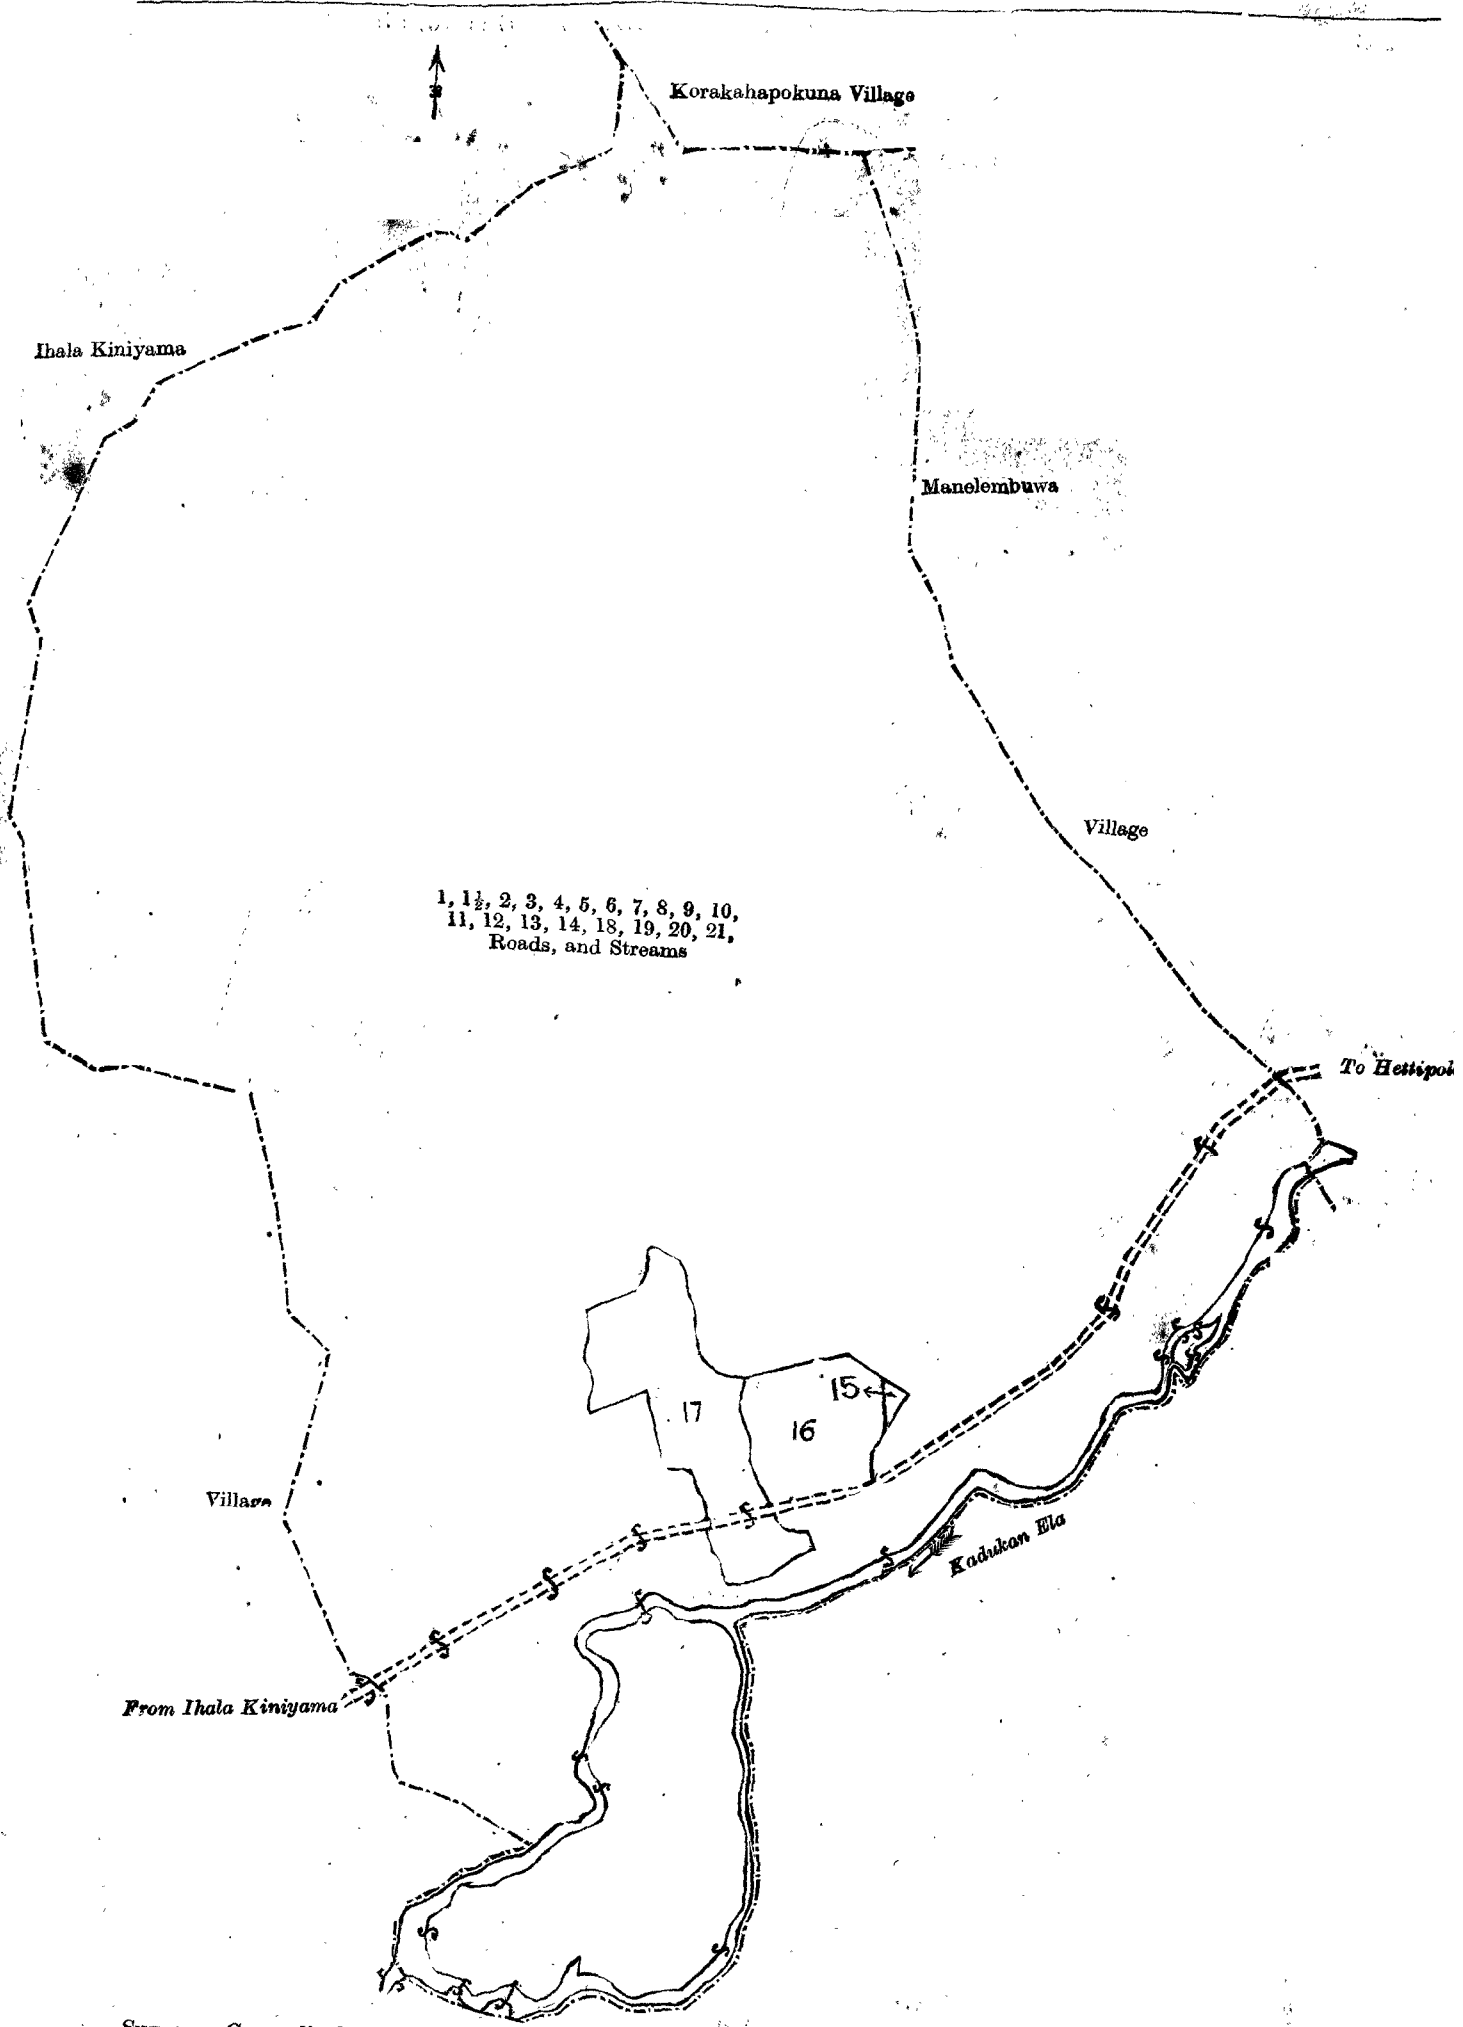 Korakahapokuna Village
Ihala Kiniyama
Manelembuwa
Village
1, 1½, 2, 3, 4, 5, 6, 7, 8, 9, 10,
11, 12, 13, 14, 18, 19, 20, 21,
Roads, and Streams
To Hettipol
15
17
16
Village
Kadukan Ela
From Ihala Kiniyama